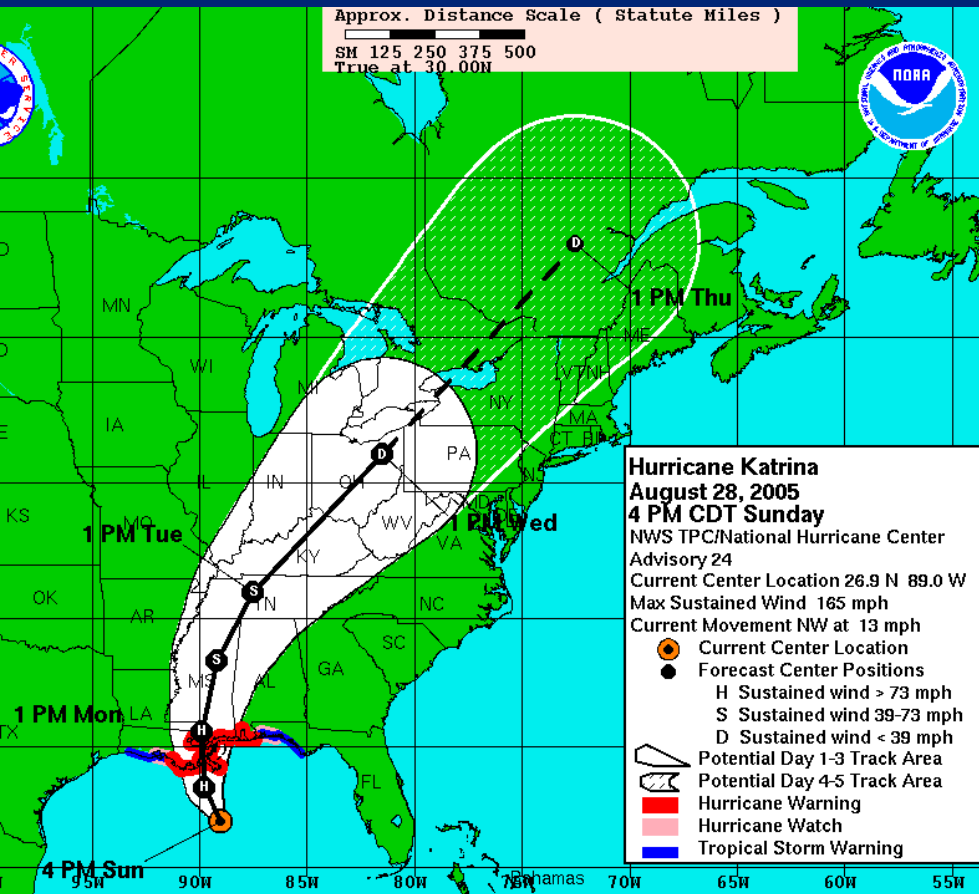 Approx. Distance Scale ( Statute Miles )
SM 125 250 375 500
True at 30.00N
NOAA
MN
WI
MI
IA
IL
IN
PA
NY
VT NH
ME
MA
CT RI
NJ
MD
KS
MO
KY
WV
VA
OK
AR
TN
NC
SC
MS
AL
GA
LA
TX
FL
Bahamas
1 PM Thu
1 PM Wed
1 PM Tue
1 PM Mon
4 PM Sun
D
D
S
S
H
H
95W 90W 85W 80W 75W 70W 65W 60W 55W
Hurricane Katrina
August 28, 2005
4 PM CDT Sunday
NWS TPC/National Hurricane Center
Advisory 24
Current Center Location 26.9 N 89.0 W
Max Sustained Wind 165 mph
Current Movement NW at 13 mph
Current Center Location
Forecast Center Positions
H Sustained wind > 73 mph
S Sustained wind 39-73 mph
D Sustained wind < 39 mph
Potential Day 1-3 Track Area
Potential Day 4-5 Track Area
Hurricane Warning
Hurricane Watch
Tropical Storm Warning